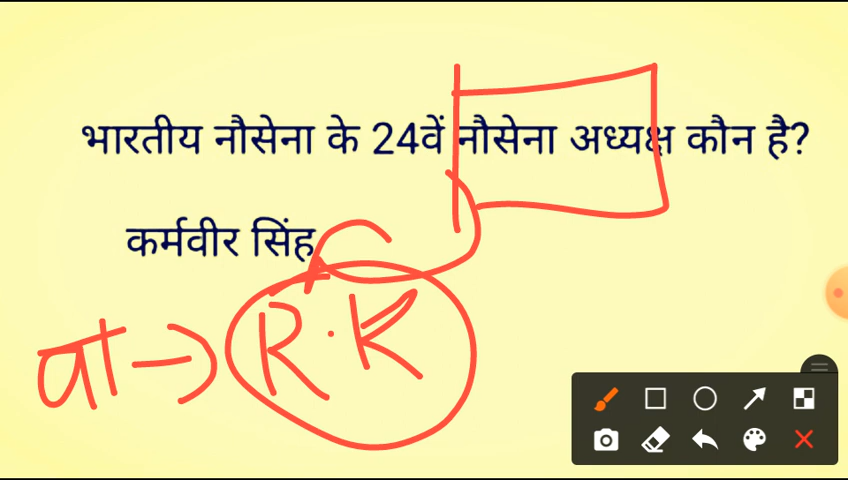 भारतीय नौसेना के 24वें नौसेना अध्यक्ष कौन है?
कर्मवीर सिंह
R.K